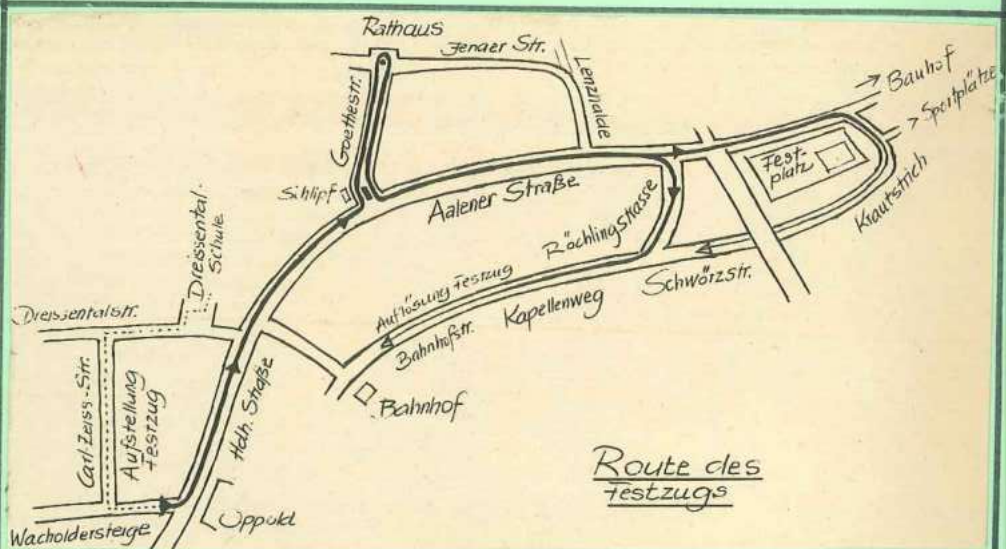 Rathaus
Jenaer Str.
Lenzhalde
→ Bauhof
> Sportplätze
Goethestr.
Schlipf
Fest-
platz
Krautstrich
Aalener Straße
Röchlingstrasse
Schwörzstr.
Dreissental-
Schule
Dreissentalstr.
Auflösung Festzug
Kapellenweg
Bahnhofstr.
Bahnhof
Carl-Zeiss-Str.
Aufstellung
Festzug
Hdh. Straße
Wacholdersteige
Oppold
Route des
Festzugs